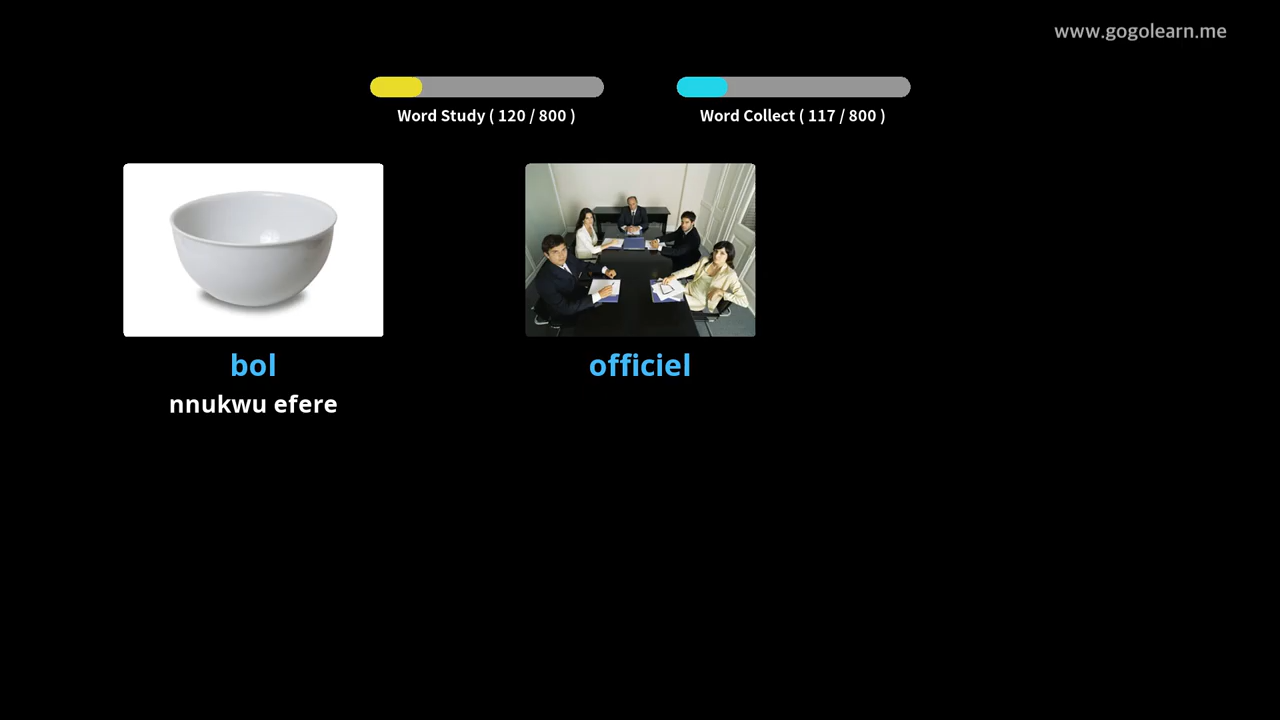 www.gogolearn.me
Word Study ( 120 / 800 )
Word Collect ( 117 / 800 )
bol
nnukwu efere
officiel